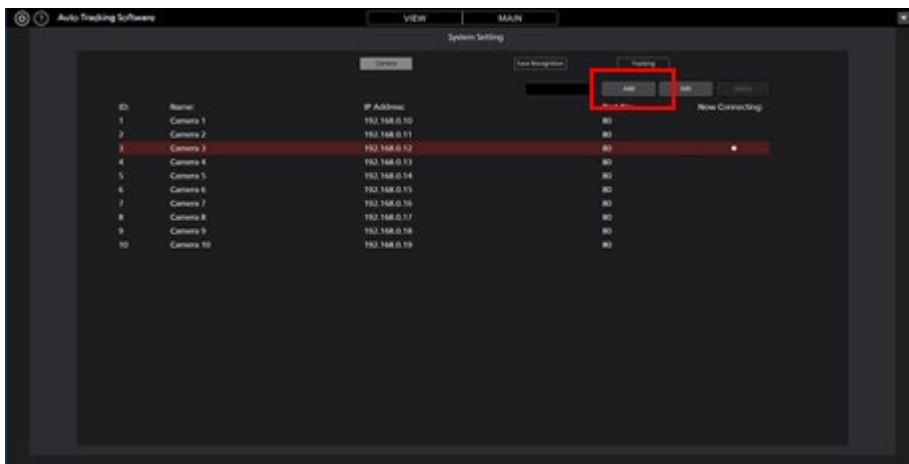 Auto Tracking Software VIEW MAIN
System Setting
Camera Face Recognition Tracking
Add Edit Delete
ID: Name: IP Address: Now Connecting:
1 Camera 1 192.168.0.10 80
2 Camera 2 192.168.0.11 80
3 Camera 3 192.168.0.12 80
4 Camera 4 192.168.0.13 80
5 Camera 5 192.168.0.14 80
6 Camera 6 192.168.0.15 80
7 Camera 7 192.168.0.16 80
8 Camera 8 192.168.0.17 80
9 Camera 9 192.168.0.18 80
10 Camera 10 192.168.0.19 80